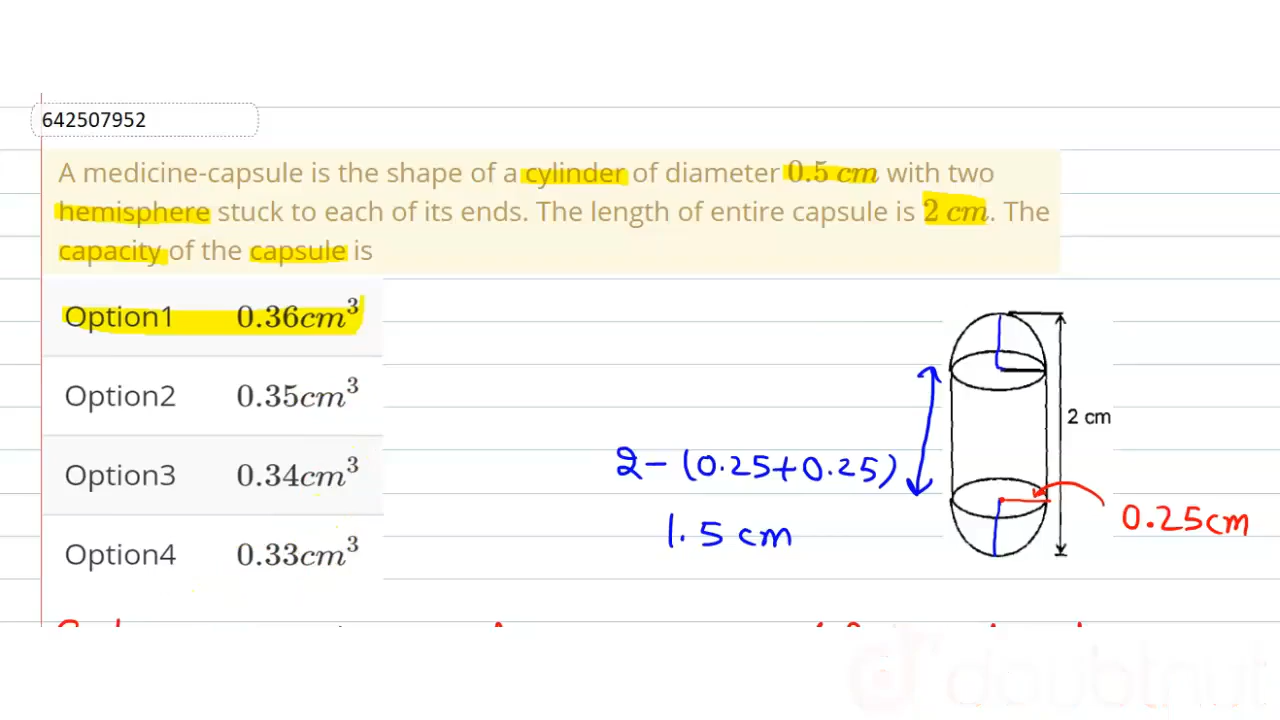 642507952
A medicine-capsule is the shape of a cylinder of diameter 0.5 cm with two
hemisphere stuck to each of its ends. The length of entire capsule is 2 cm. The
capacity of the capsule is
Option1 0.36cm³
Option2 0.35cm³
Option3 0.34cm³
Option4 0.33cm³
2 cm
2 - (0.25+0.25)
1.5 cm
0.25cm
doubtnut